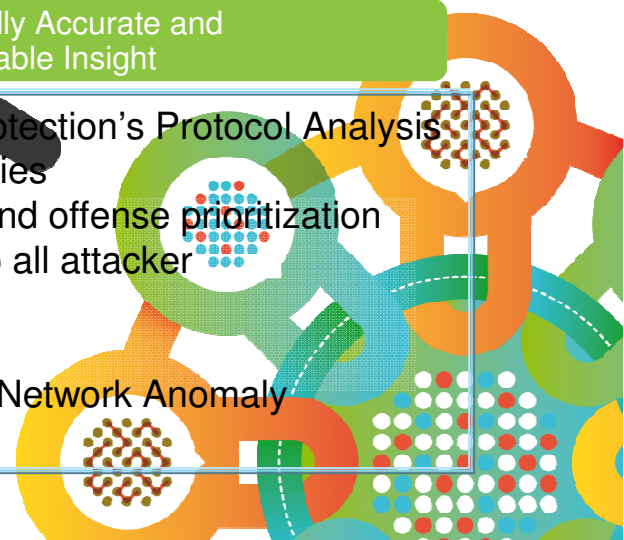 lly Accurate and
able Insight
otection's Protocol Analysis
ies
nd offense prioritization
o all attacker
Network Anomaly